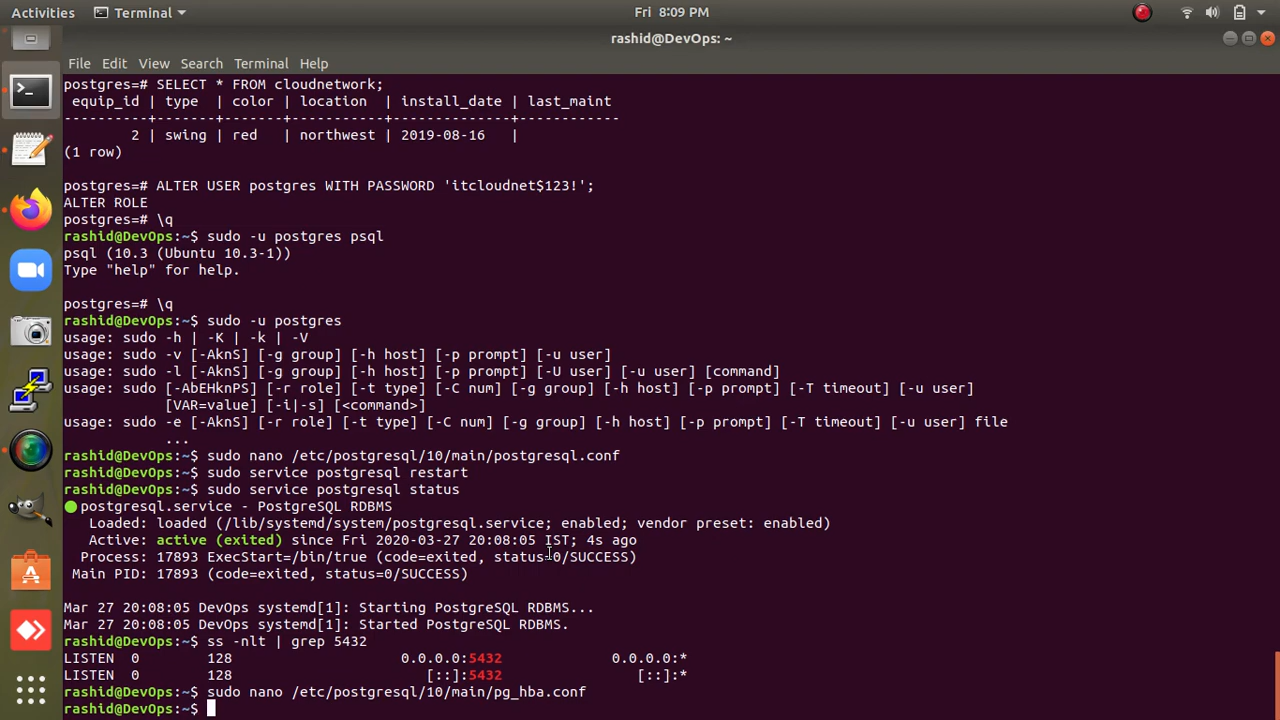 Activities Terminal Fri 8:09 PM
rashid@DevOps: ~
File Edit View Search Terminal Help
postgres=# SELECT * FROM cloudnetwork;
 equip_id | type  | color | location  | install_date | last_maint
----------+-------+-------+-----------+--------------+------------
        2 | swing | red   | northwest | 2019-08-16   |
(1 row)
postgres=# ALTER USER postgres WITH PASSWORD 'itcloudnet$123!';
ALTER ROLE
postgres=# \q
rashid@DevOps:~$ sudo -u postgres psql
psql (10.3 (Ubuntu 10.3-1))
Type "help" for help.
postgres=# \q
rashid@DevOps:~$ sudo -u postgres
usage: sudo -h | -K | -k | -V
usage: sudo -v [-AknS] [-g group] [-h host] [-p prompt] [-u user]
usage: sudo -l [-AknS] [-g group] [-h host] [-p prompt] [-U user] [-u user] [command]
usage: sudo [-AbEHknPS] [-r role] [-t type] [-C num] [-g group] [-h host] [-p prompt] [-T timeout] [-u user]
            [VAR=value] [-i|-s] [<command>]
usage: sudo -e [-AknS] [-r role] [-t type] [-C num] [-g group] [-h host] [-p prompt] [-T timeout] [-u user] file
            ...
rashid@DevOps:~$ sudo nano /etc/postgresql/10/main/postgresql.conf
rashid@DevOps:~$ sudo service postgresql restart
rashid@DevOps:~$ sudo service postgresql status
● postgresql.service - PostgreSQL RDBMS
   Loaded: loaded (/lib/systemd/system/postgresql.service; enabled; vendor preset: enabled)
   Active: active (exited) since Fri 2020-03-27 20:08:05 IST; 4s ago
  Process: 17893 ExecStart=/bin/true (code=exited, status=0/SUCCESS)
 Main PID: 17893 (code=exited, status=0/SUCCESS)
Mar 27 20:08:05 DevOps systemd[1]: Starting PostgreSQL RDBMS...
Mar 27 20:08:05 DevOps systemd[1]: Started PostgreSQL RDBMS.
rashid@DevOps:~$ ss -nlt | grep 5432
LISTEN  0        128                    0.0.0.0:5432             0.0.0.0:*
LISTEN  0        128                       [::]:5432                [::]:*
rashid@DevOps:~$ sudo nano /etc/postgresql/10/main/pg_hba.conf
rashid@DevOps:~$